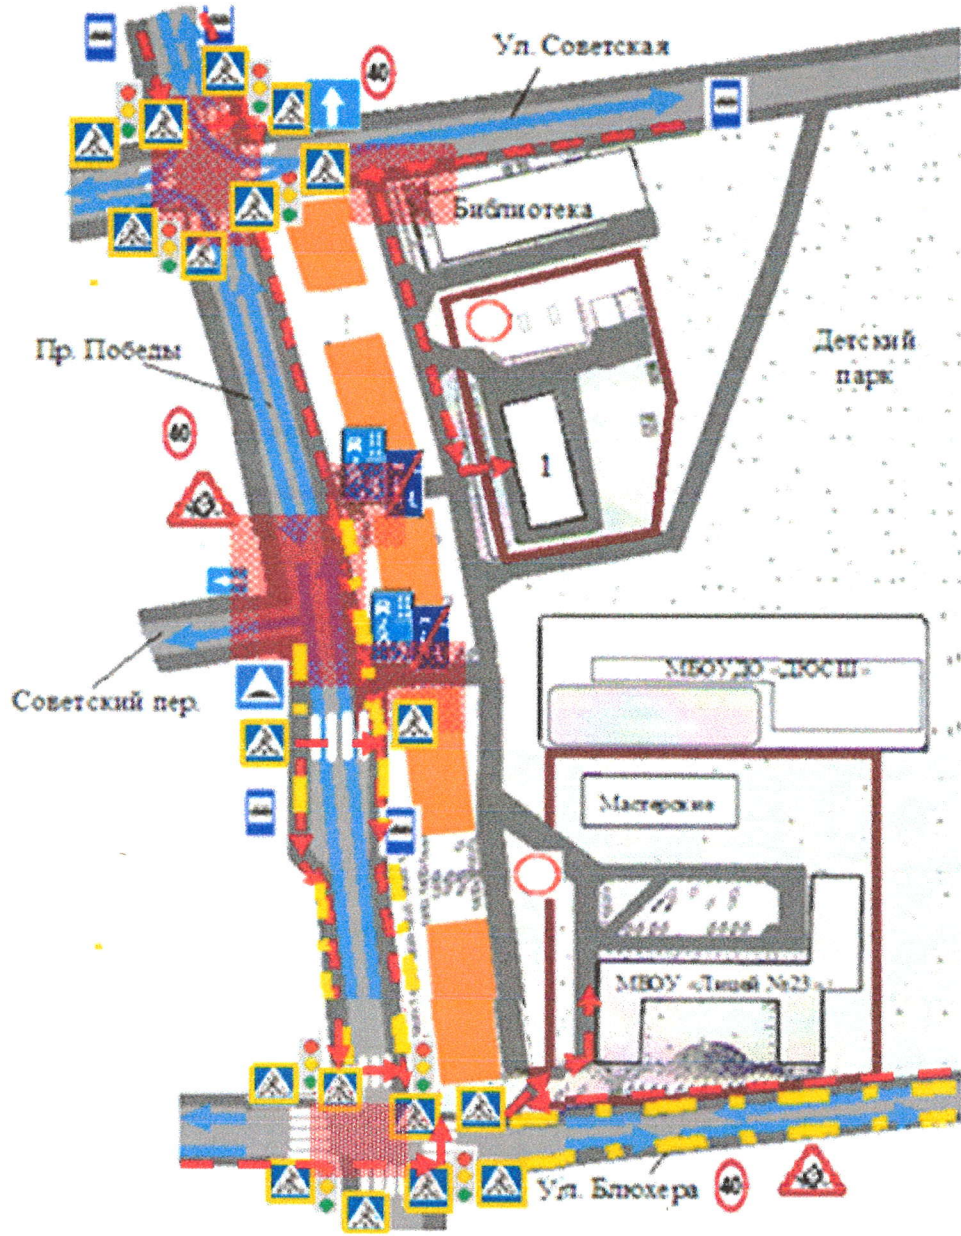 Ул. Советская
40
Библиотека
Пр. Победы
Детский
парк
40
1
МБОУДО «ДЮСШ»
Советский пер.
Мастерские
МБОУ «Лицей №23»
Ул. Блюхера
40